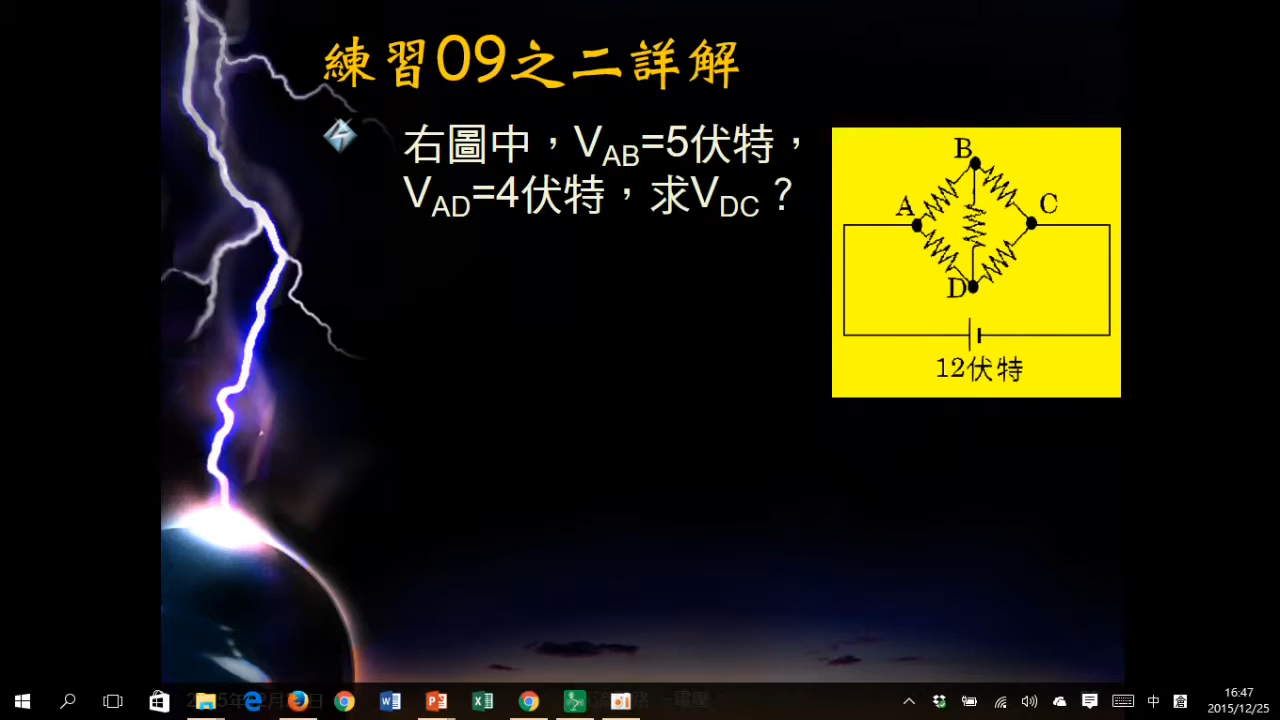 練習09之二詳解
右圖中，VAB=5伏特，
VAD=4伏特，求VDC？
B
A
C
D
12伏特
中
16:47
2015/12/25